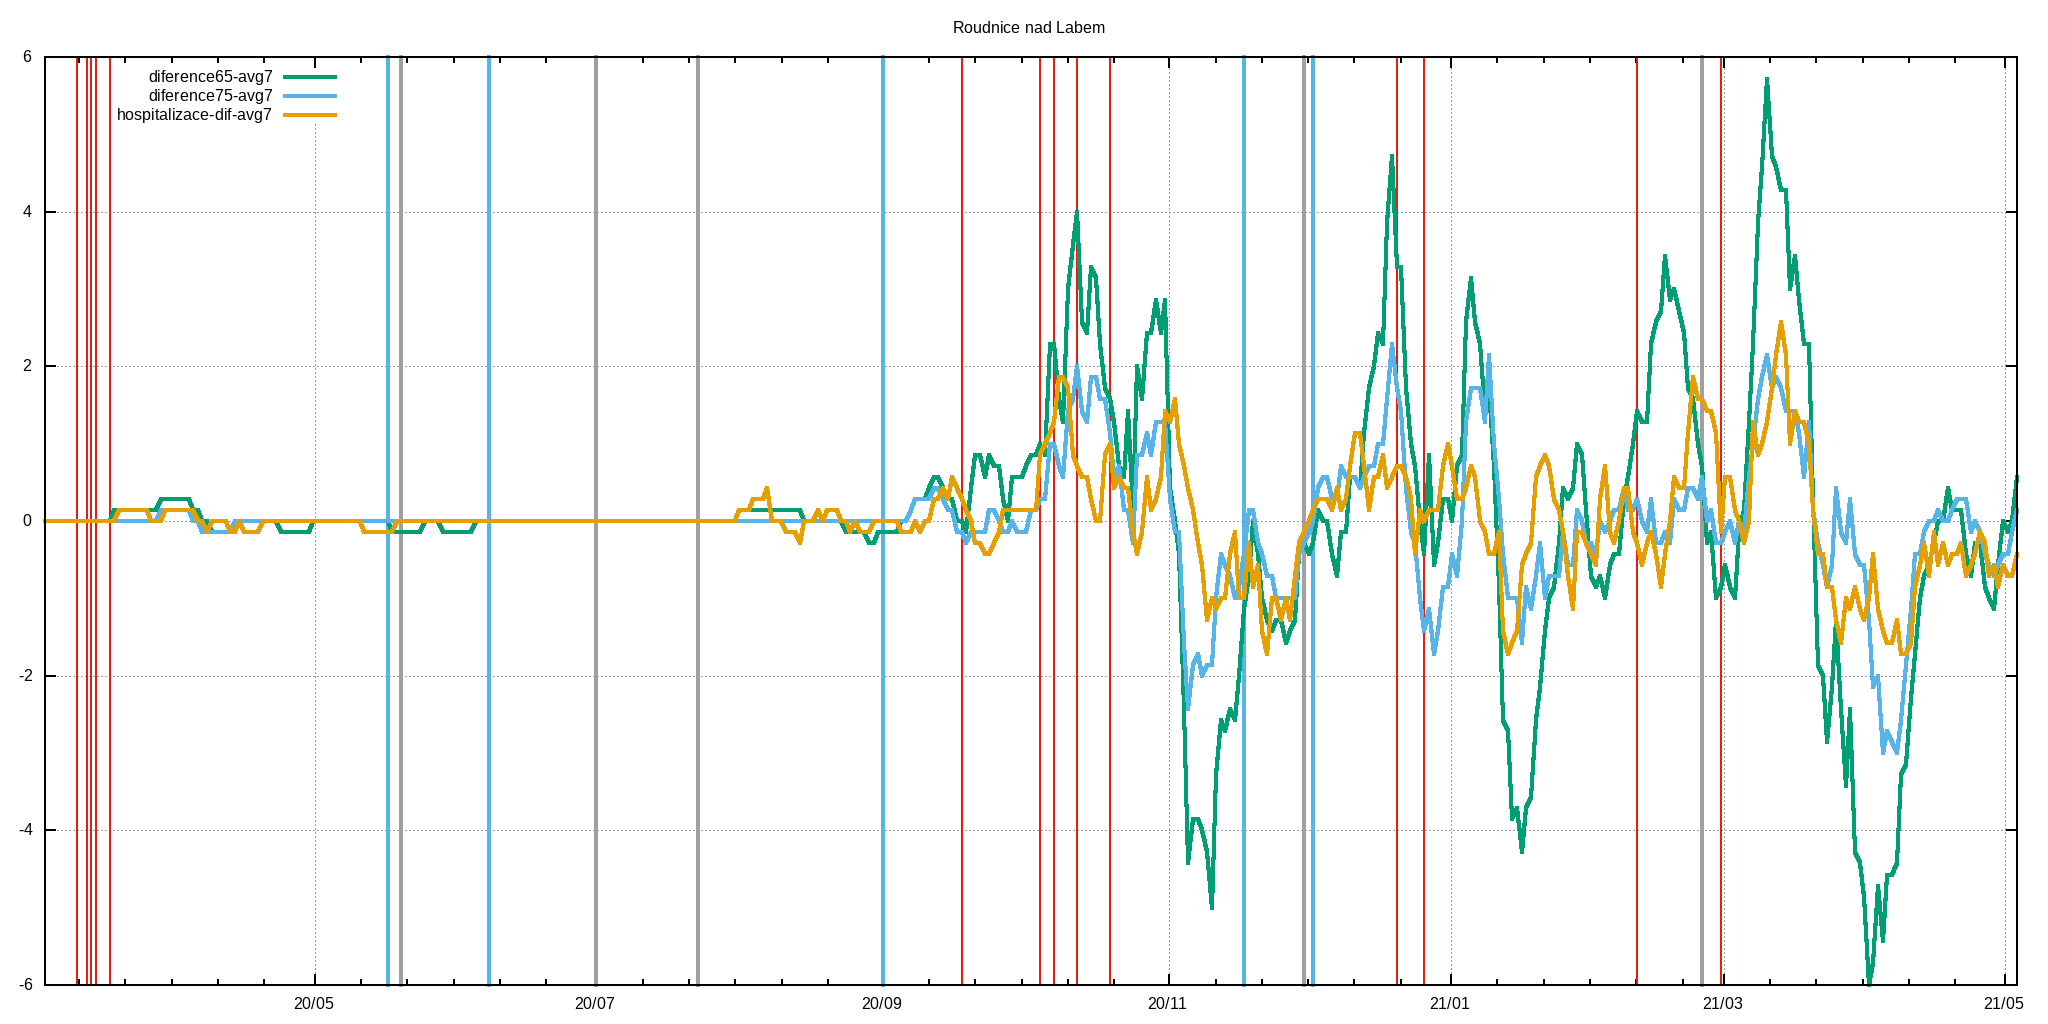 Roudnice nad Labem
diference65-avg7
diference75-avg7
hospitalizace-dif-avg7
6
4
2
0
-2
-4
-6
20/05 20/07 20/09 20/11 21/01 21/03 21/05